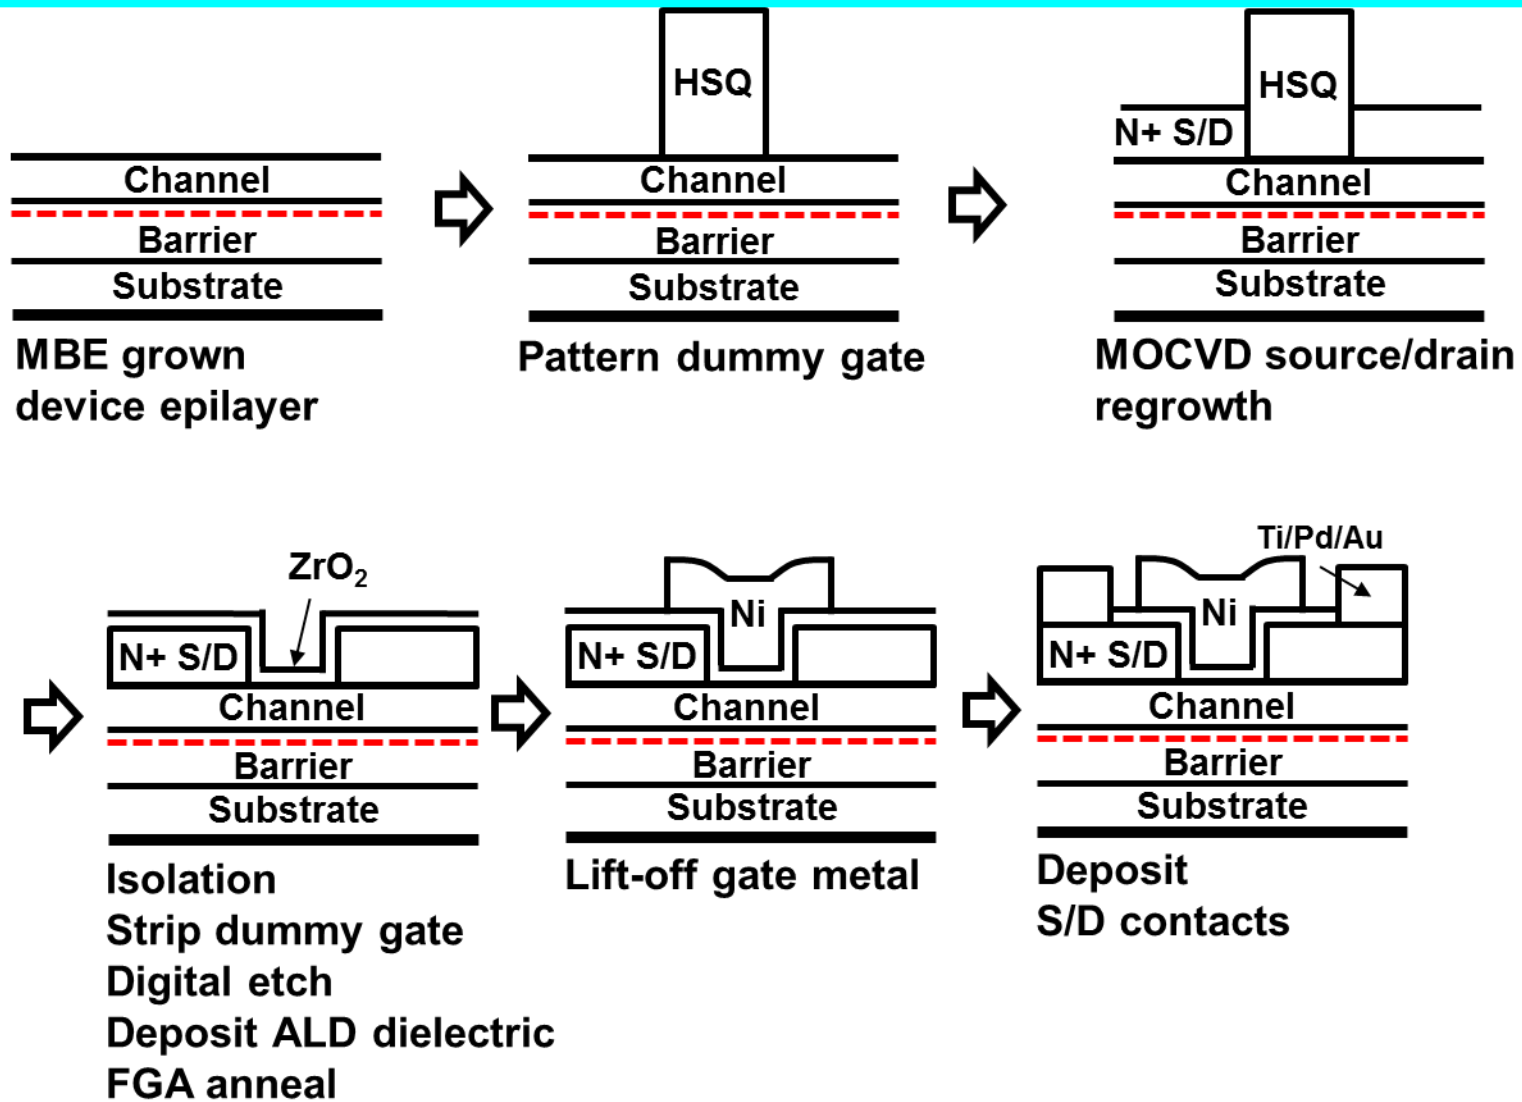 HSQ
HSQ
N+ S/D
Channel
Channel
Channel
Barrier
Barrier
Barrier
Substrate
Substrate
Substrate
MBE grown
device epilayer
Pattern dummy gate
MOCVD source/drain
regrowth
ZrO₂
Ti/Pd/Au
Ni
Ni
N+ S/D
N+ S/D
N+ S/D
Channel
Channel
Channel
Barrier
Barrier
Barrier
Substrate
Substrate
Substrate
Isolation
Strip dummy gate
Digital etch
Deposit ALD dielectric
FGA anneal
Lift-off gate metal
Deposit
S/D contacts